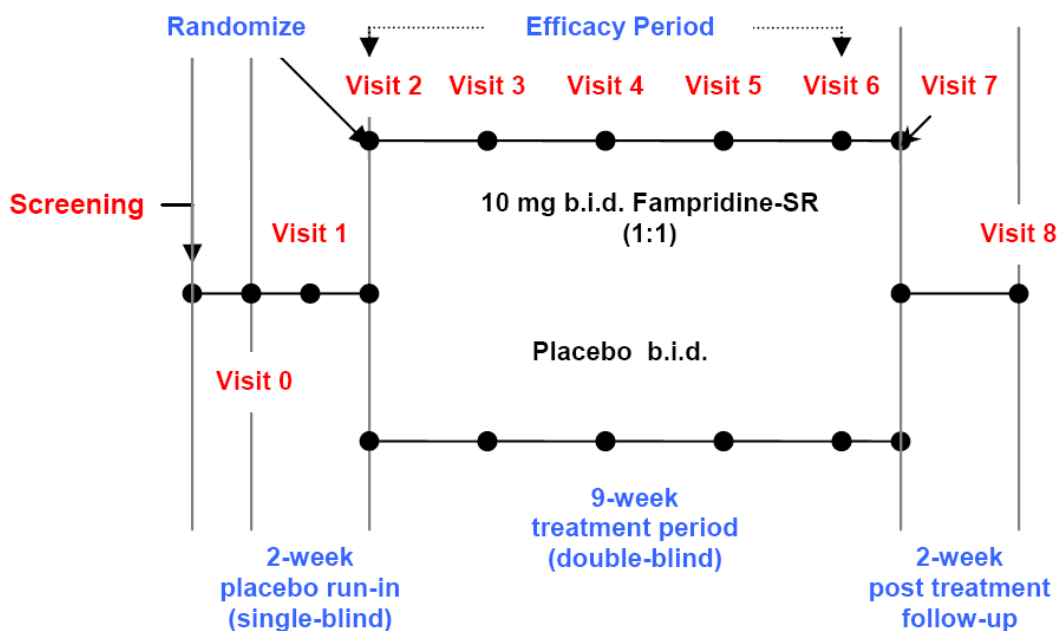 Randomize
Efficacy Period
Visit 2
Visit 3
Visit 4
Visit 5
Visit 6
Visit 7
Screening
10 mg b.i.d. Fampridine-SR
(1:1)
Visit 1
Visit 8
Placebo b.i.d.
Visit 0
9-week
treatment period
(double-blind)
2-week
placebo run-in
(single-blind)
2-week
post treatment
follow-up